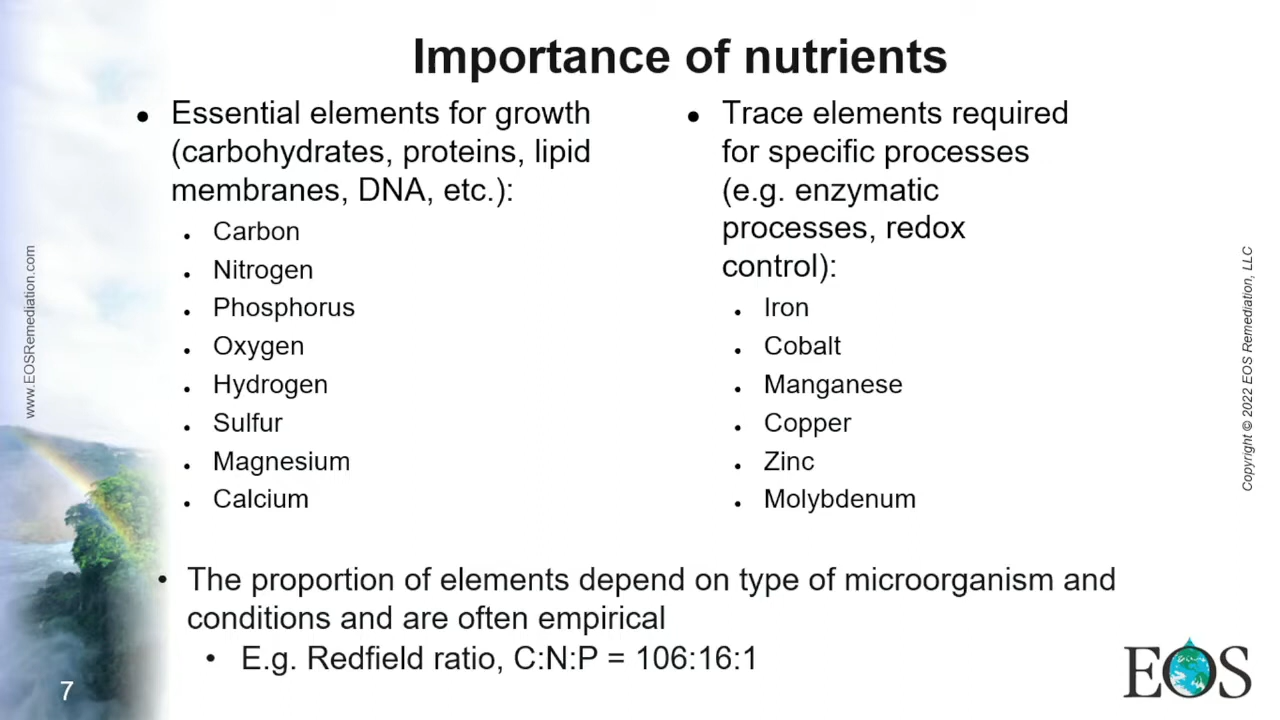 Importance of nutrients
● Essential elements for growth
(carbohydrates, proteins, lipid
membranes, DNA, etc.):
• Carbon
• Nitrogen
• Phosphorus
• Oxygen
• Hydrogen
• Sulfur
• Magnesium
• Calcium
● Trace elements required
for specific processes
(e.g. enzymatic
processes, redox
control):
• Iron
• Cobalt
• Manganese
• Copper
• Zinc
• Molybdenum
• The proportion of elements depend on type of microorganism and
conditions and are often empirical
• E.g. Redfield ratio, C:N:P = 106:16:1
www.EOSRemediation.com
Copyright © 2022 EOS Remediation, LLC
7
EOS